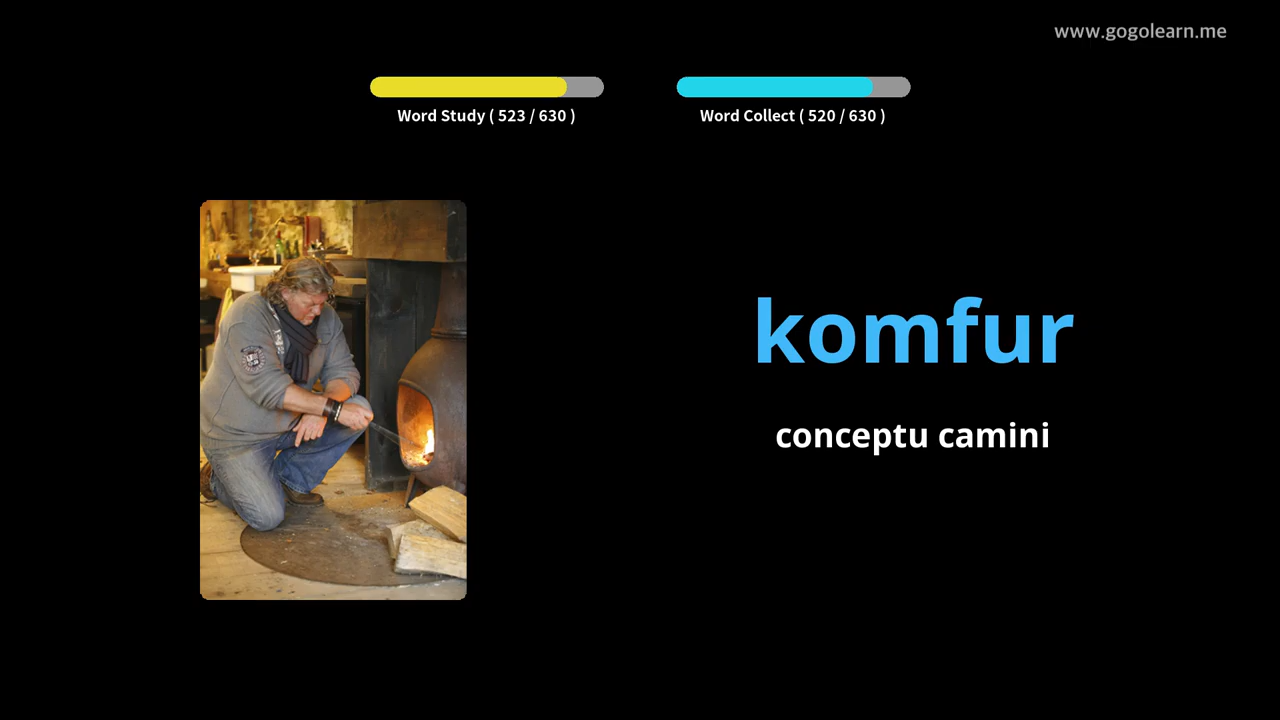 www.gogolearn.me
Word Study ( 523 / 630 )
Word Collect ( 520 / 630 )
komfur
conceptu camini